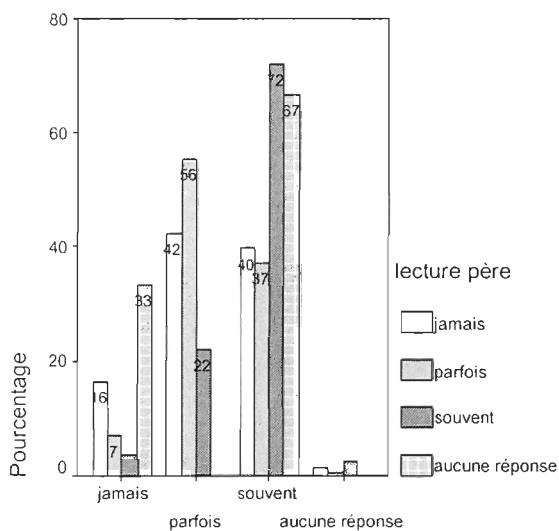 80
60
40
20
0
Pourcentage
16
7
33
42
56
22
40
37
72
67
jamais
parfois
souvent
aucune réponse
lecture père
jamais
parfois
souvent
aucune réponse